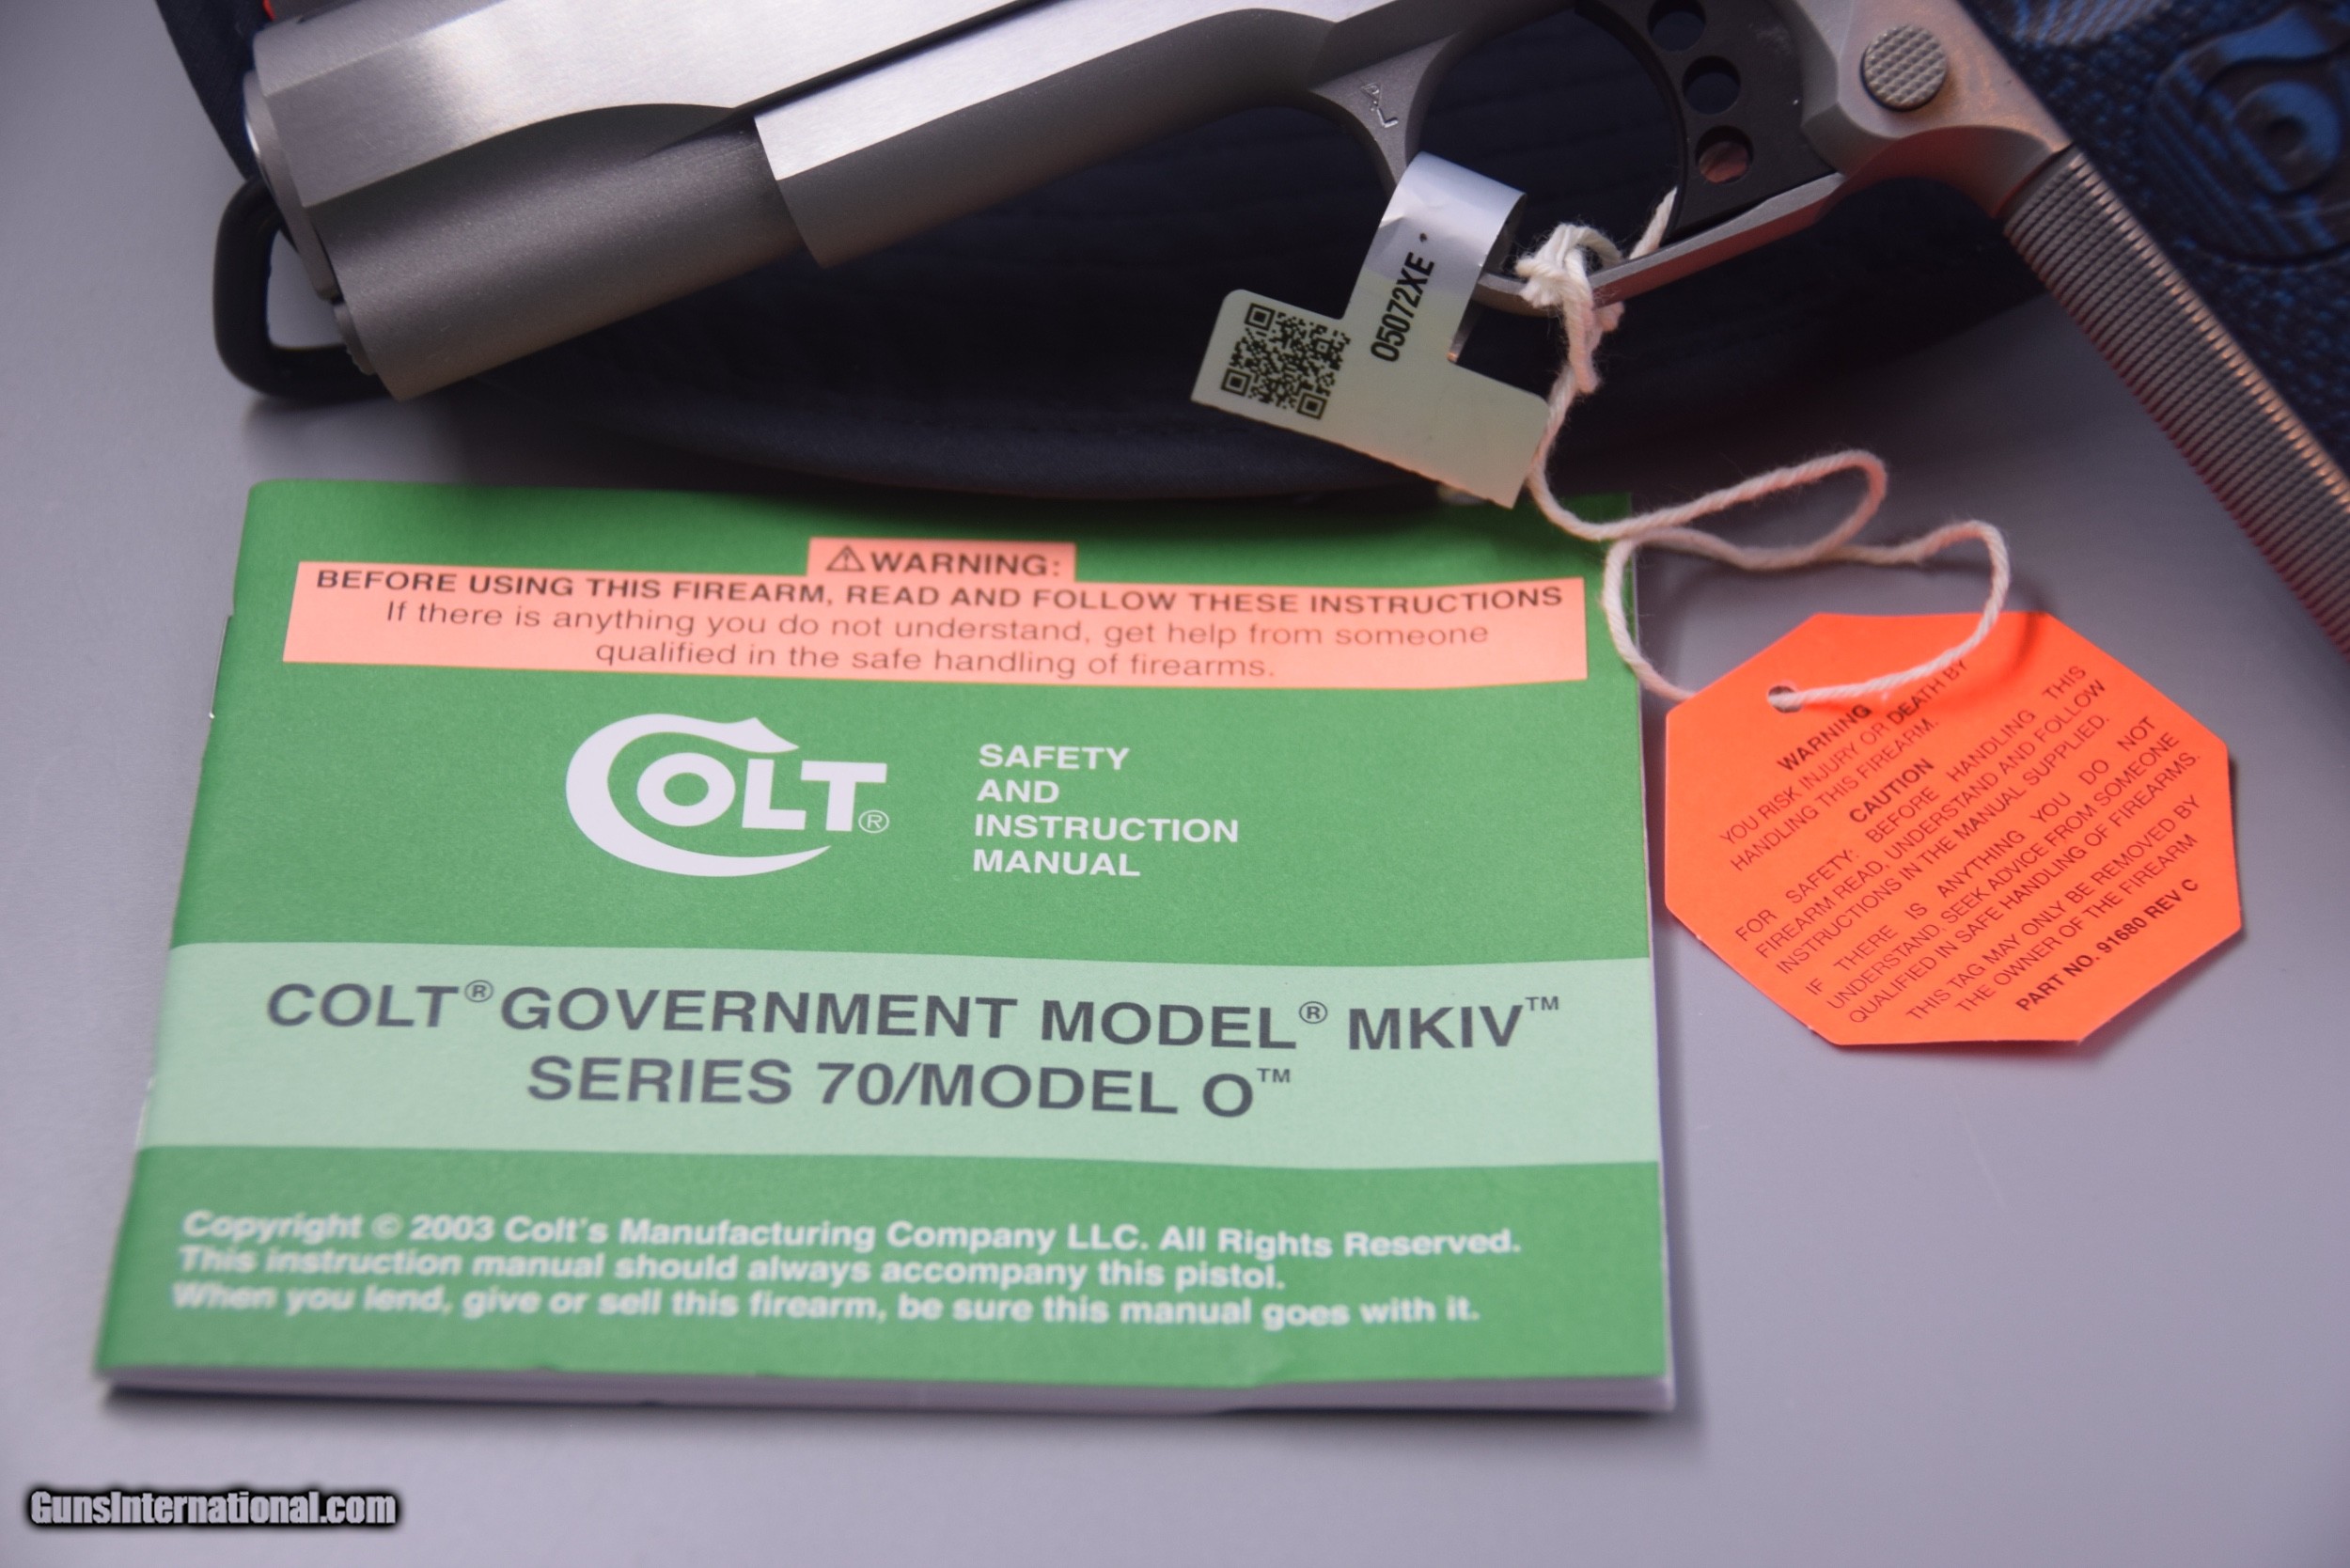 O5072XE
⚠WARNING:
BEFORE USING THIS FIREARM, READ AND FOLLOW THESE INSTRUCTIONS
If there is anything you do not understand, get help from someone
qualified in the safe handling of firearms.
COLT®
SAFETY
AND
INSTRUCTION
MANUAL
COLT® GOVERNMENT MODEL® MKIV™
SERIES 70/MODEL O™
Copyright © 2003 Colt's Manufacturing Company LLC. All Rights Reserved.
This instruction manual should always accompany this pistol.
When you lend, give or sell this firearm, be sure this manual goes with it.
WARNING
YOU RISK INJURY OR DEATH BY
HANDLING THIS FIREARM.
CAUTION
FOR SAFETY: BEFORE HANDLING THIS
FIREARM READ, UNDERSTAND AND FOLLOW
INSTRUCTIONS IN THE MANUAL SUPPLIED.
IF THERE IS ANYTHING YOU DO NOT
UNDERSTAND, SEEK ADVICE FROM SOMEONE
QUALIFIED IN SAFE HANDLING OF FIREARMS.
THIS TAG MAY ONLY BE REMOVED BY
THE OWNER OF THE FIREARM
PART NO. 91680 REV C
GunsInternational.com